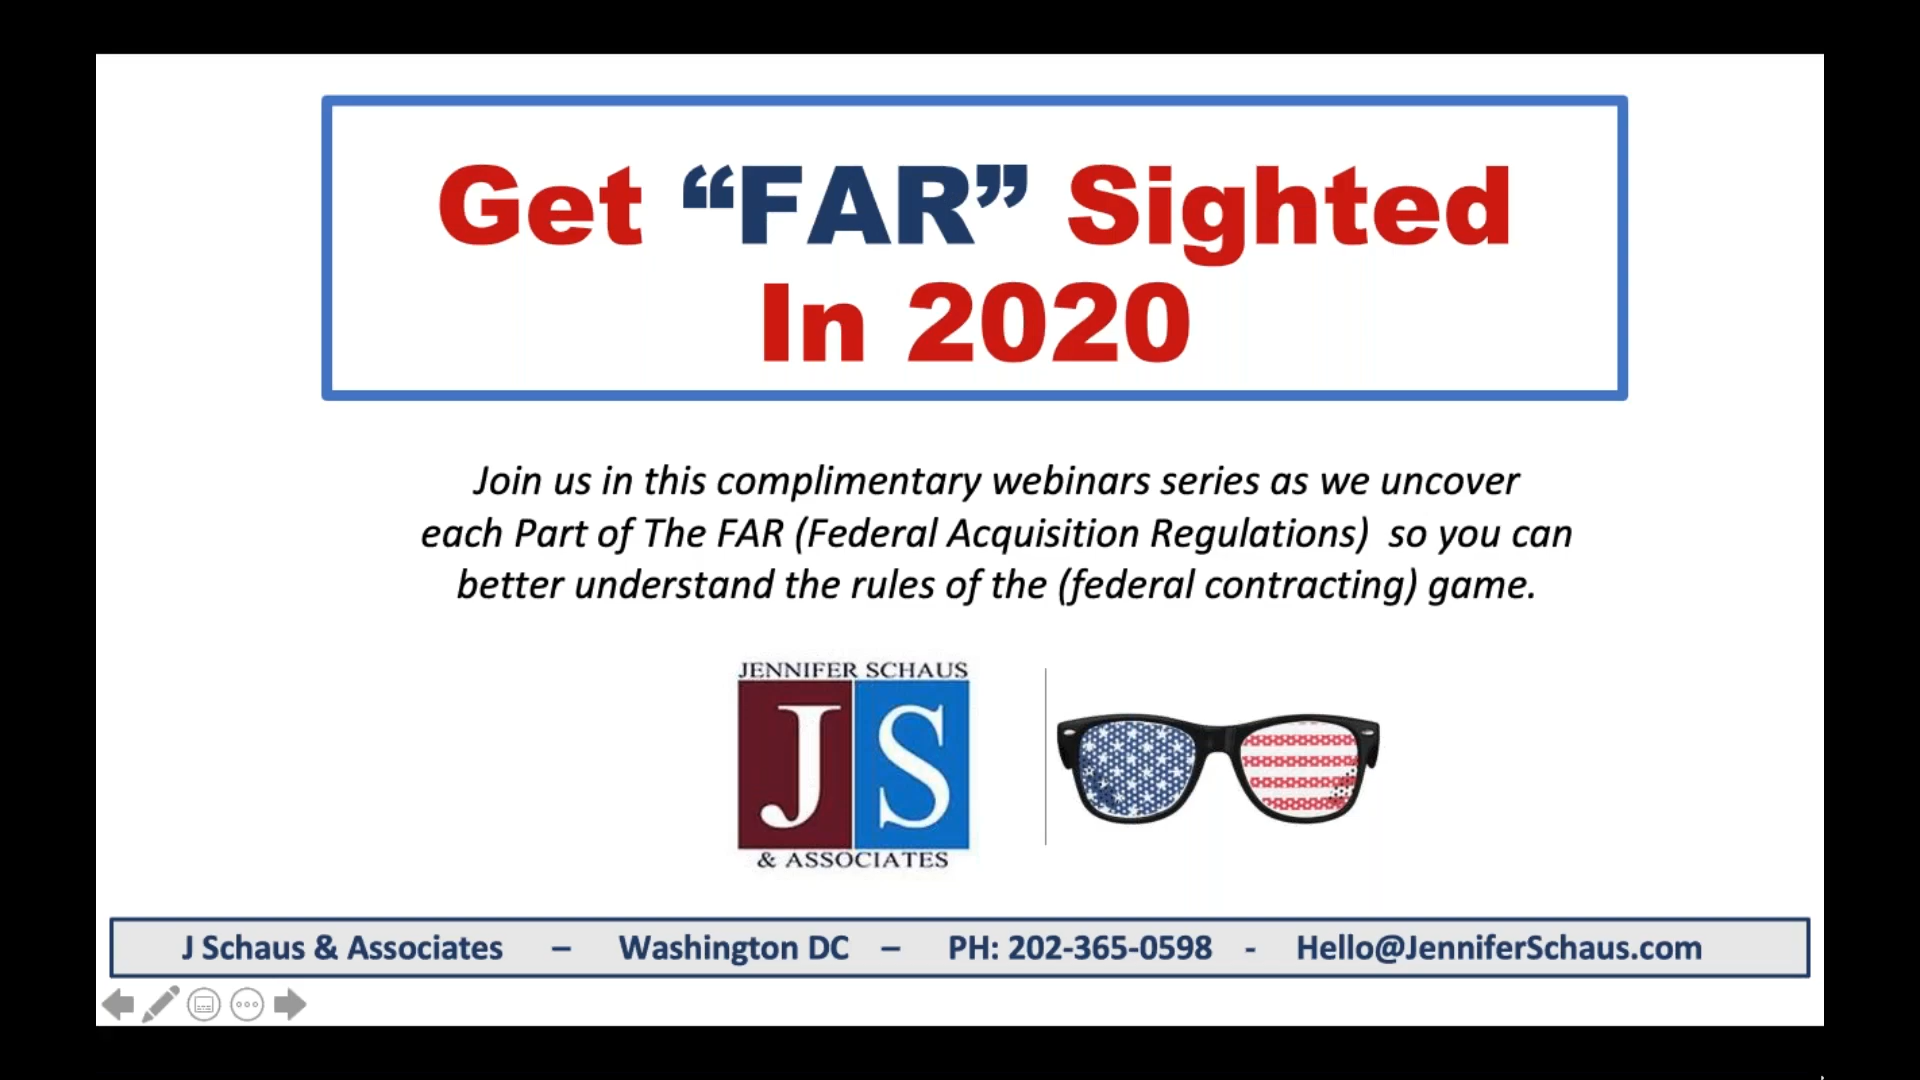 Get “FAR” Sighted
In 2020
Join us in this complimentary webinars series as we uncover
each Part of The FAR (Federal Acquisition Regulations) so you can
better understand the rules of the (federal contracting) game.
JENNIFER SCHAUS
JS
& ASSOCIATES
J Schaus & Associates – Washington DC – PH: 202-365-0598 - Hello@JenniferSchaus.com